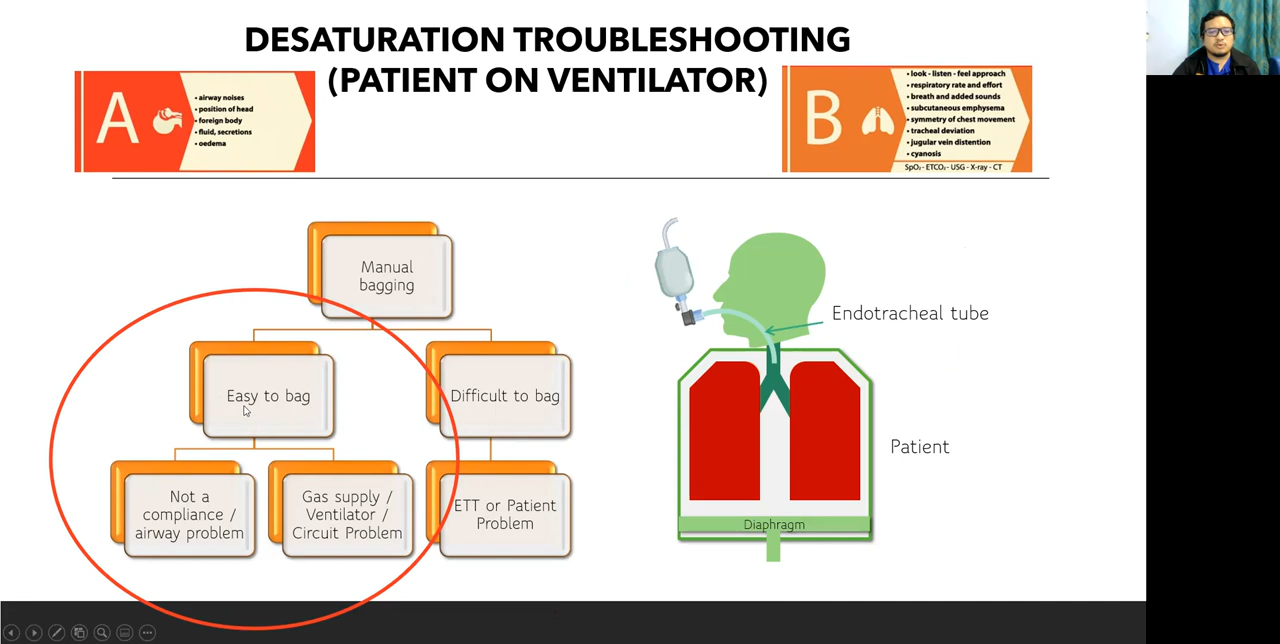 DESATURATION TROUBLESHOOTING
(PATIENT ON VENTILATOR)
A
• airway noises
• position of head
• foreign body
• fluid, secretions
• oedema
B
• look - listen - feel approach
• respiratory rate and effort
• breath and added sounds
• subcutaneous emphysema
• symmetry of chest movement
• tracheal deviation
• jugular vein distention
• cyanosis
SpO₂ - ETCO₂ - USG - X-ray - CT
Manual
bagging
Easy to bag
Difficult to bag
Not a
compliance /
airway problem
Gas supply /
Ventilator /
Circuit Problem
ETT or Patient
Problem
Endotracheal tube
Patient
Diaphragm